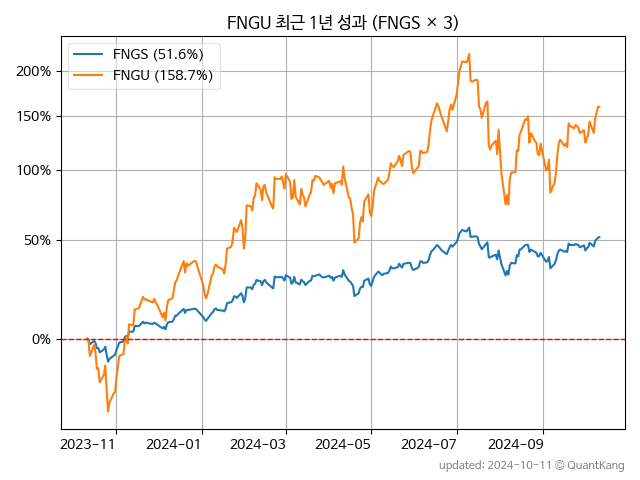 FNGU 최근 1년 성과 (FNGS × 3)
FNGS (51.6%)
FNGU (158.7%)
200%
150%
100%
50%
0%
2023-11 2024-01 2024-03 2024-05 2024-07 2024-09
updated: 2024-10-11 © QuantKang